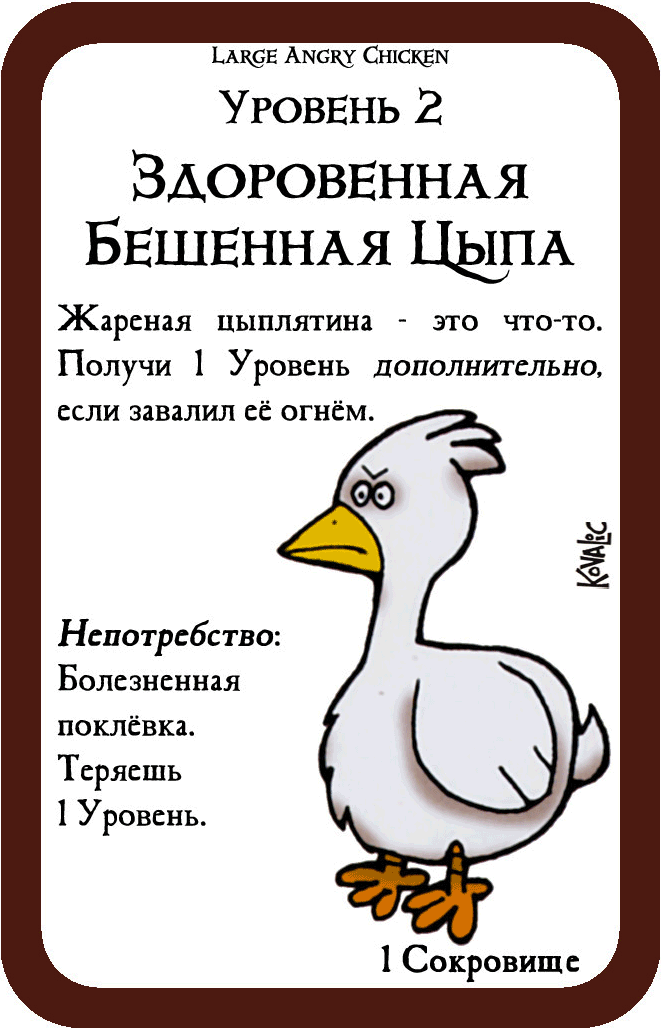 Large Angry Chicken
Уровень 2
Здоровенная
Бешенная Цыпа
Жареная цыплятина - это что-то.
Получи 1 Уровень дополнительно,
если завалил её огнём.
Kovalic
Непотребство:
Болезненная
поклёвка.
Теряешь
1 Уровень.
1 Сокровище